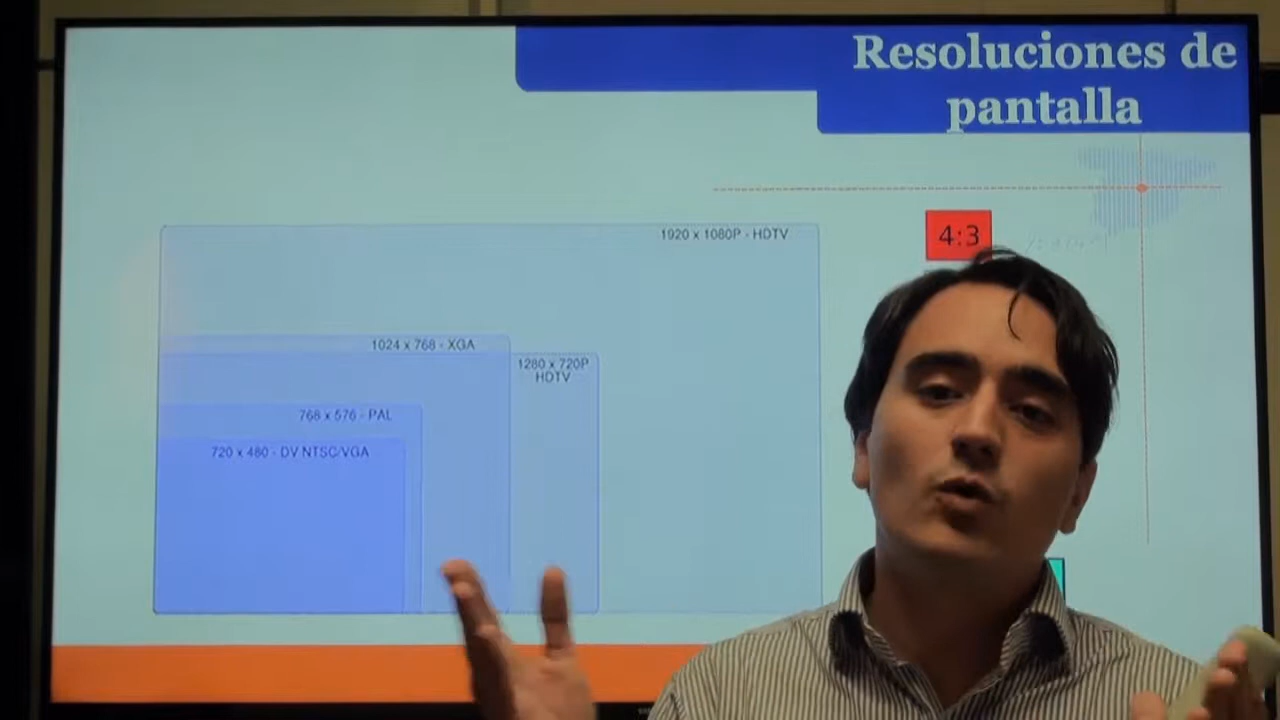 Resoluciones de
pantalla
1920 x 1080P - HDTV
4:3
1024 x 768 - XGA
1280 x 720P
HDTV
768 x 576 - PAL
720 x 480 - DV NTSC/VGA